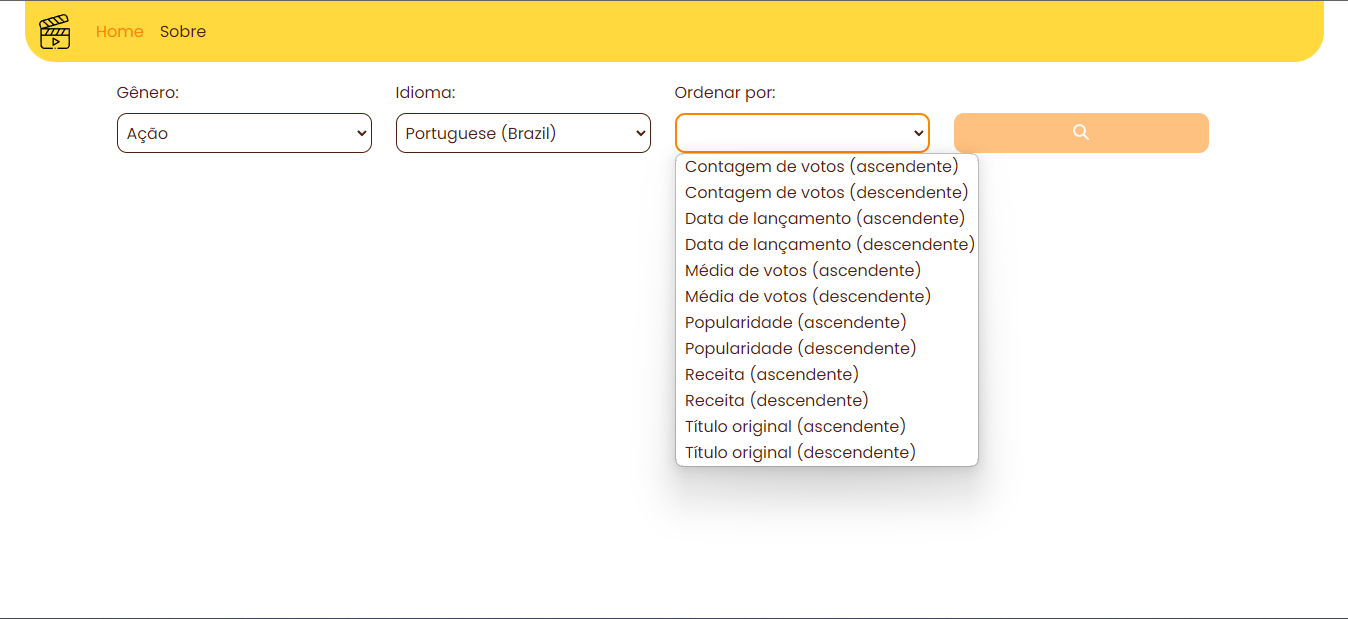 Home Sobre
Gênero: Idioma: Ordenar por:
Ação Portuguese (Brazil)
Contagem de votos (ascendente)
Contagem de votos (descendente)
Data de lançamento (ascendente)
Data de lançamento (descendente)
Média de votos (ascendente)
Média de votos (descendente)
Popularidade (ascendente)
Popularidade (descendente)
Receita (ascendente)
Receita (descendente)
Título original (ascendente)
Título original (descendente)